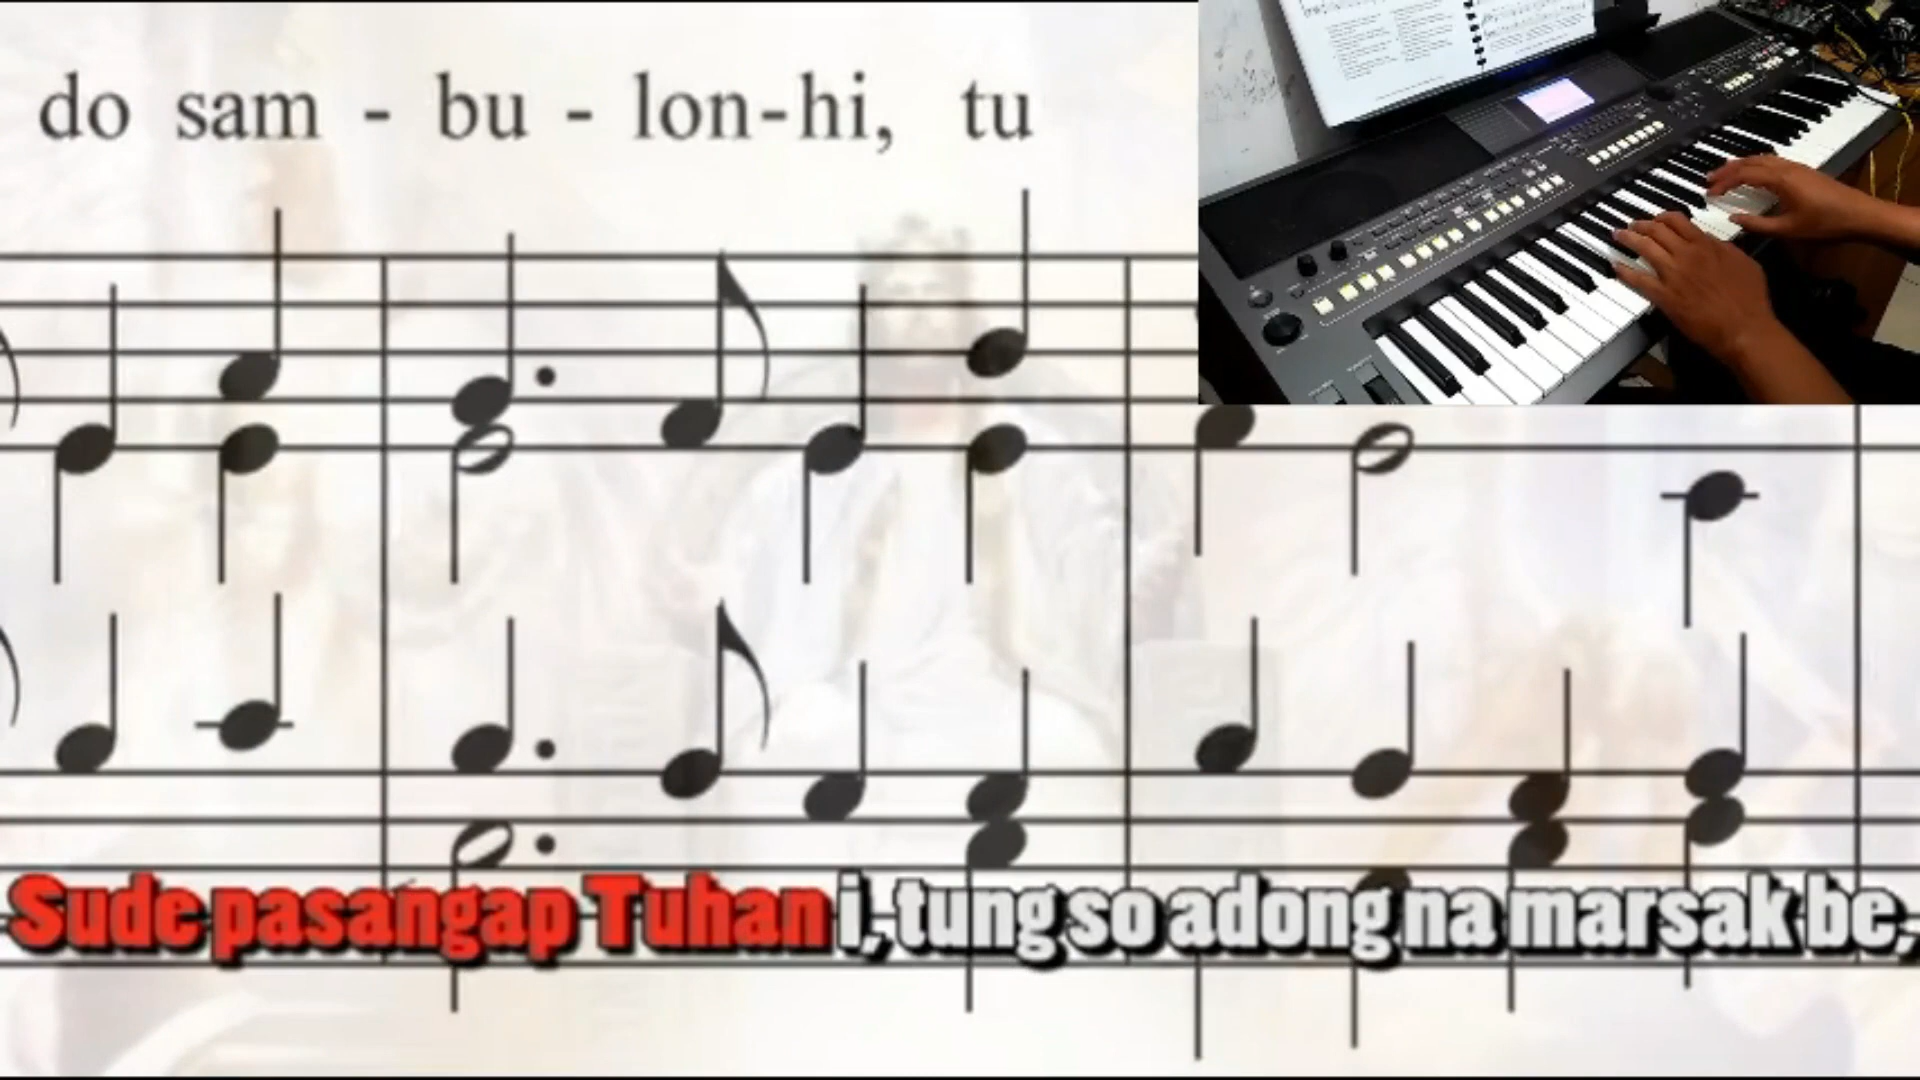 do sam - bu - lon-hi, tu
Sude pasangap Tuhan i, tung so adong na marsak be,